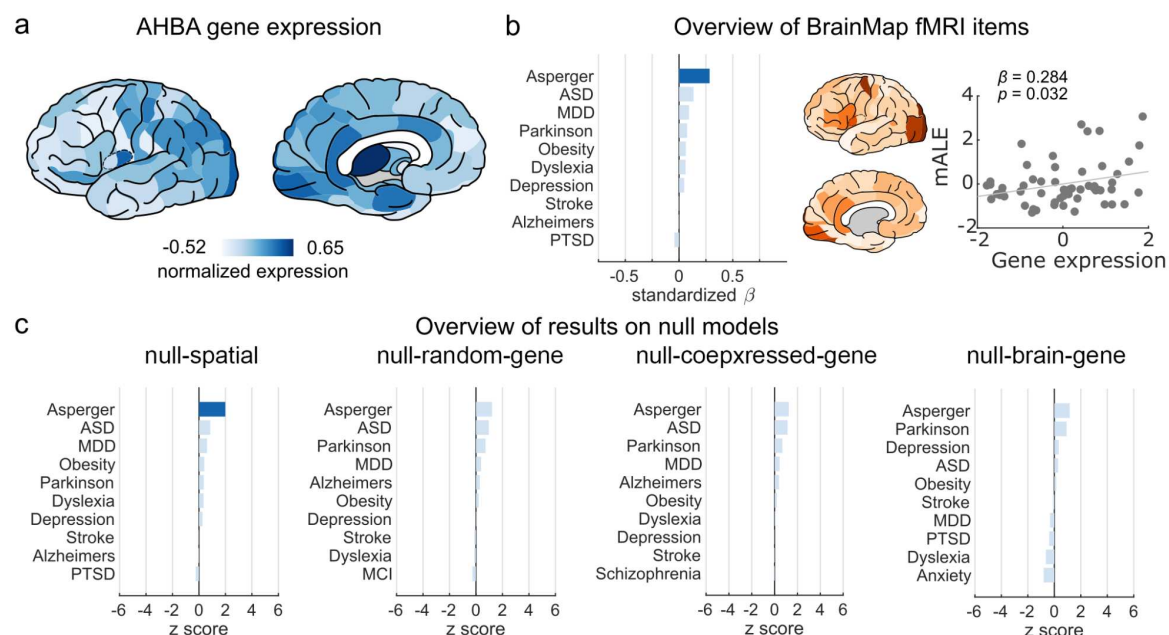 a
AHBA gene expression
-0.52
0.65
normalized expression
b
Overview of BrainMap fMRI items
Asperger
ASD
MDD
Parkinson
Obesity
Dyslexia
Depression
Stroke
Alzheimers
PTSD
-0.5
0
0.5
standardized β
β = 0.284
p = 0.032
mALE
4
2
0
-2
-2
0
2
Gene expression
c
Overview of results on null models
null-spatial
Asperger
ASD
MDD
Obesity
Parkinson
Dyslexia
Depression
Stroke
Alzheimers
PTSD
-6 -4 -2 0 2 4 6
z score
null-random-gene
Asperger
ASD
Parkinson
MDD
Alzheimers
Obesity
Depression
Stroke
Dyslexia
MCI
-6 -4 -2 0 2 4 6
z score
null-coepxressed-gene
Asperger
ASD
Parkinson
MDD
Alzheimers
Obesity
Dyslexia
Depression
Stroke
Schizophrenia
-6 -4 -2 0 2 4 6
z score
null-brain-gene
Asperger
Parkinson
Depression
ASD
Obesity
Stroke
MDD
PTSD
Dyslexia
Anxiety
-6 -4 -2 0 2 4 6
z score